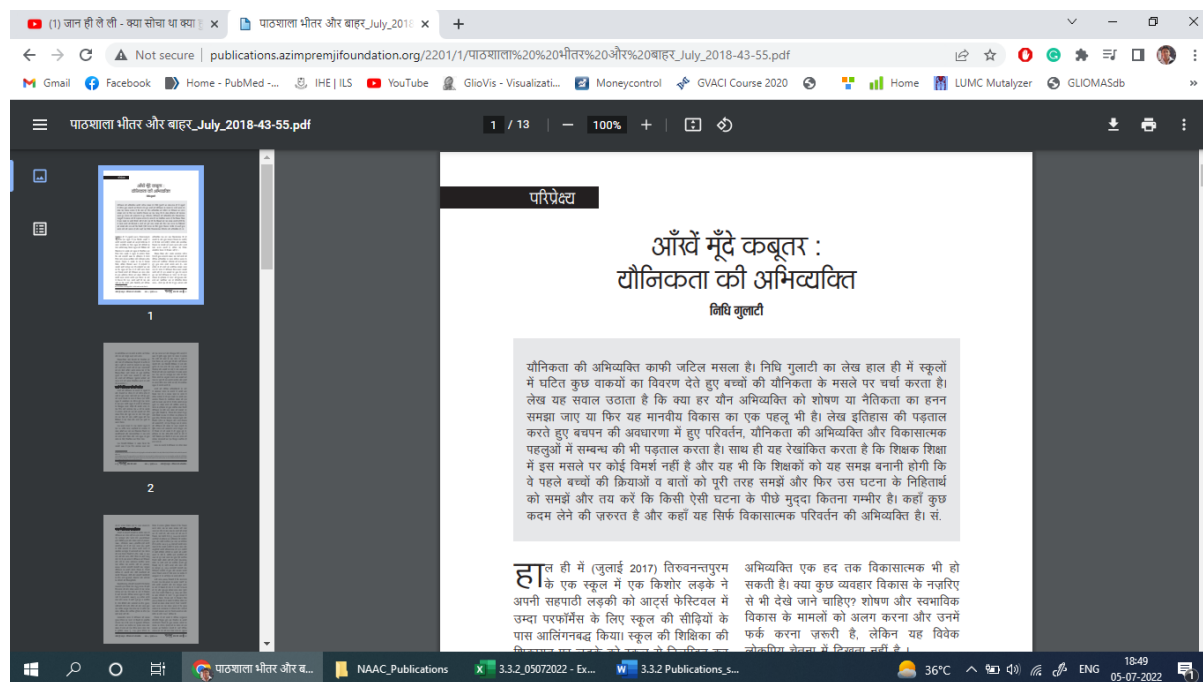 (1) जान ही ले ली - क्या सोचा था क्या
पाठशाला भीतर और बाहर_July_2018
Not secure | publications.azimpremjifoundation.org/2201/1/पाठशाला%20%20भीतर%20और%20बाहर_July_2018-43-55.pdf
Gmail Facebook Home - PubMed -... IHE | ILS YouTube GlioVis - Visualizati... Moneycontrol GVACI Course 2020 Home LUMC Mutalyzer GLIOMASdb »
पाठशाला भीतर और बाहर_July_2018-43-55.pdf 1 / 13 | − 100% +
1
2
परिप्रेक्ष्य
आँखें मूँदे कबूतर :
यौनिकता की अभिव्यक्ति
निधि गुलाटी
यौनिकता की अभिव्यक्ति काफी जटिल मसला है। निधि गुलाटी का लेख हाल ही में स्कूलों
में घटित कुछ वाकयों का विवरण देते हुए बच्चों की यौनिकता के मसले पर चर्चा करता है।
लेख यह सवाल उठाता है कि क्या हर यौन अभिव्यक्ति को शोषण या नैतिकता का हनन
समझा जाए या फिर यह मानवीय विकास का एक पहलू भी है। लेख इतिहास की पड़ताल
करते हुए बचपन की अवधारणा में हुए परिवर्तन, यौनिकता की अभिव्यक्ति और विकासात्मक
पहलुओं में सम्बन्ध की भी पड़ताल करता है। साथ ही यह रेखांकित करता है कि शिक्षक शिक्षा
में इस मसले पर कोई विमर्श नहीं है और यह भी कि शिक्षकों को यह समझ बनानी होगी कि
वे पहले बच्चों की क्रियाओं व बातों को पूरी तरह समझें और फिर उस घटना के निहितार्थ
को समझें और तय करें कि किसी ऐसी घटना के पीछे मुद्दा कितना गम्भीर है। कहाँ कुछ
कदम लेने की ज़रुरत है और कहाँ यह सिर्फ विकासात्मक परिवर्तन की अभिव्यक्ति है। सं.
हाल ही में (जुलाई 2017) तिरुवनन्तपुरम
के एक स्कूल में एक किशोर लड़के ने
अपनी सहपाठी लड़की को आर्ट्स फेस्टिवल में
उम्दा परफॉर्मेंस के लिए स्कूल की सीढ़ियों के
पास आलिंगनबद्ध किया। स्कूल की शिक्षिका की
अभिव्यक्ति एक हद तक विकासात्मक भी हो
सकती है। क्या कुछ व्यवहार विकास के नज़रिए
से भी देखे जाने चाहिए? शोषण और स्वभाविक
विकास के मामलों को अलग करना और उनमें
फर्क करना ज़रूरी है, लेकिन यह विवेक
पाठशाला भीतर और ब... NAAC_Publications 3.3.2_05072022 - Ex... 3.3.2 Publications_s... 36°C ENG 18:49
05-07-2022